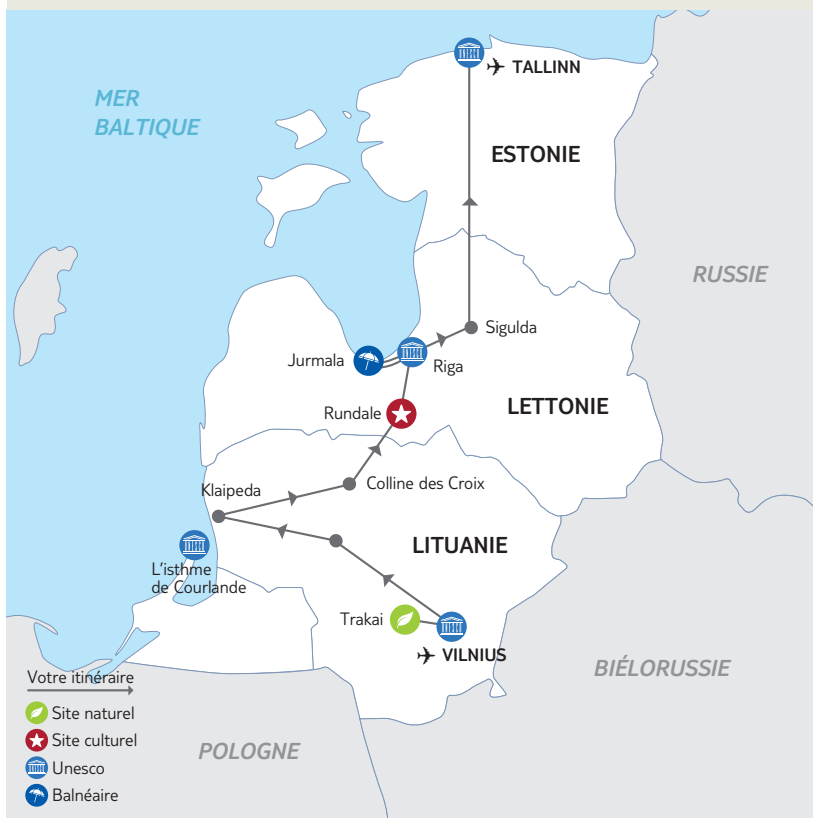 TALLINN
MER
BALTIQUE
ESTONIE
RUSSIE
Sigulda
Jurmala
Riga
Rundale
LETTONIE
Colline des Croix
Klaipeda
LITUANIE
L'isthme
de Courlande
Trakai
VILNIUS
BIÉLORUSSIE
Votre itinéraire
Site naturel
Site culturel
POLOGNE
Unesco
Balnéaire